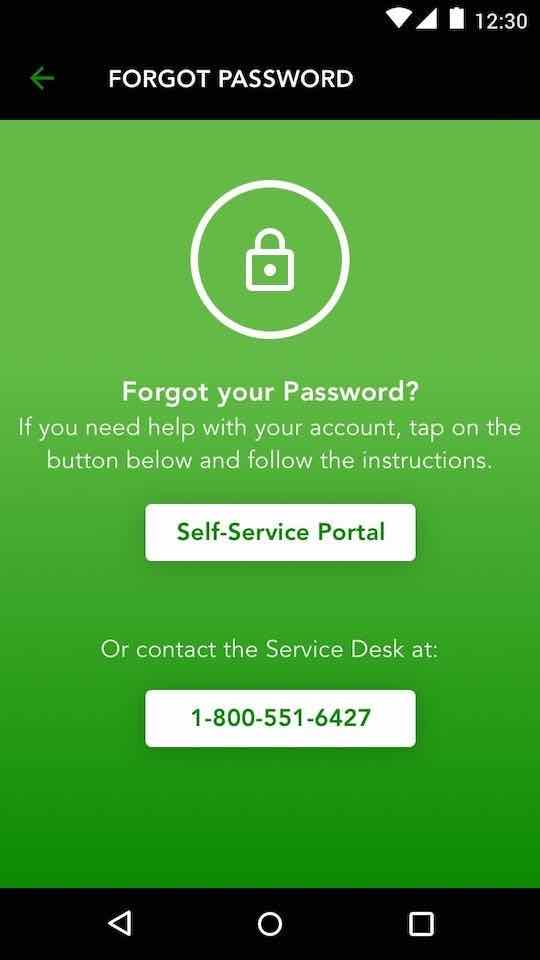 12:30
FORGOT PASSWORD
Forgot your Password?
If you need help with your account, tap on the
button below and follow the instructions.
Self-Service Portal
Or contact the Service Desk at:
1-800-551-6427